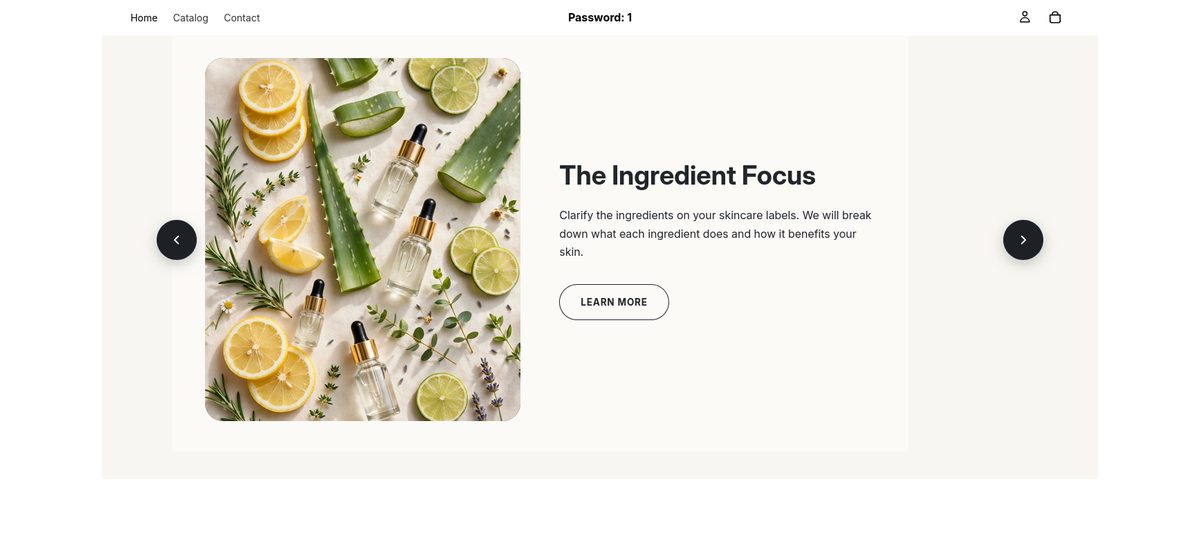 Home
Catalog
Contact
Password: 1
The Ingredient Focus
Clarify the ingredients on your skincare labels. We will break
down what each ingredient does and how it benefits your
skin.
LEARN MORE